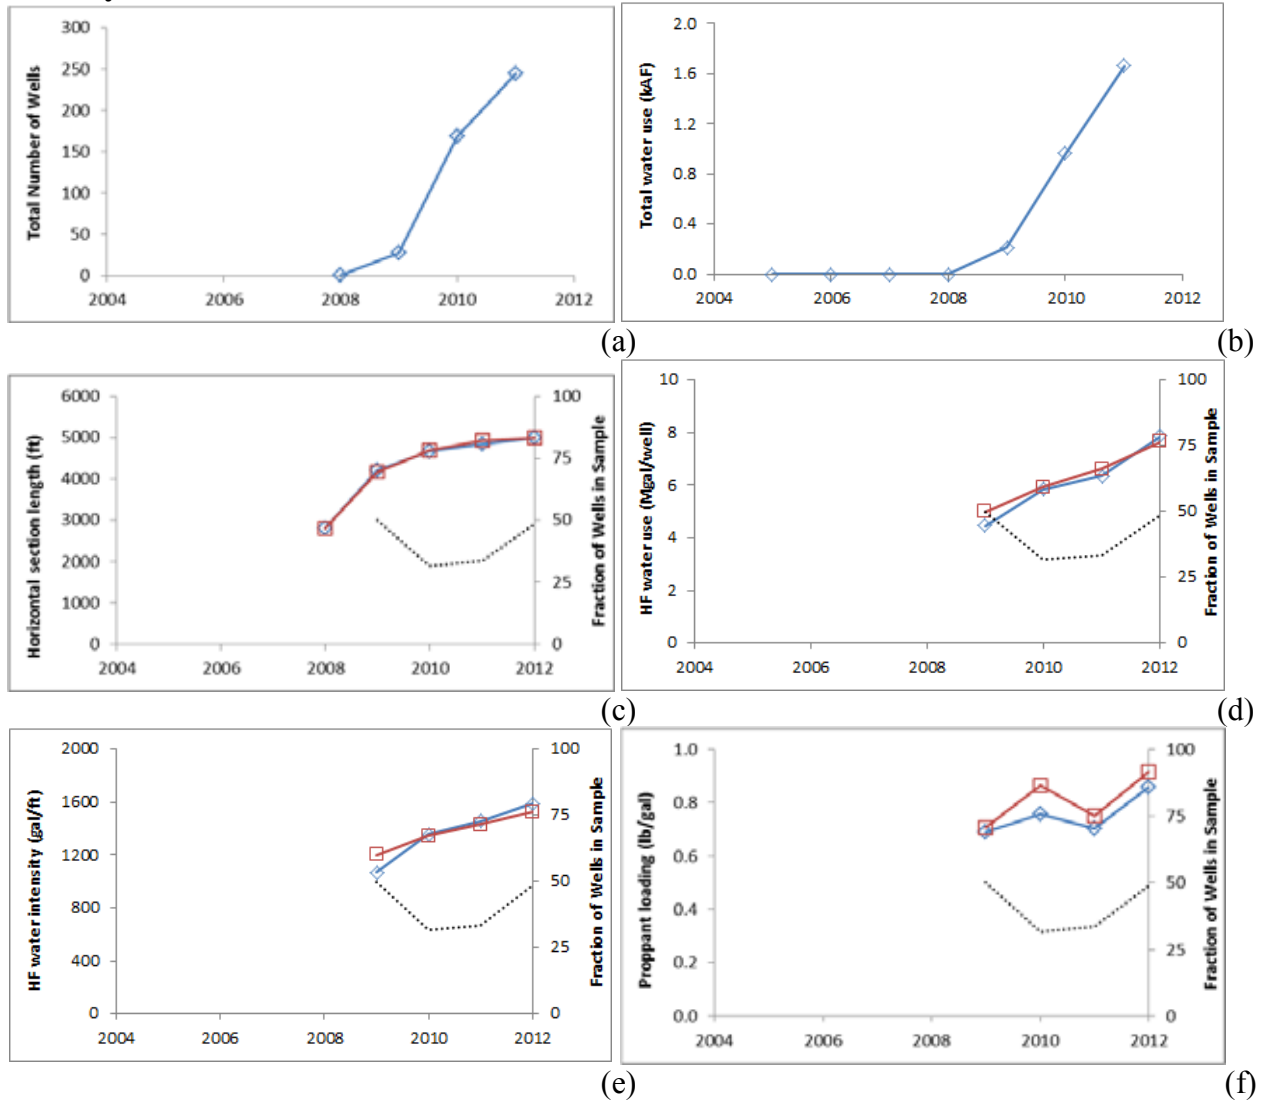 300
250
200
150
100
50
0
2004 2006 2008 2010 2012
Total Number of Wells
(a)
2.0
1.6
1.2
0.8
0.4
0.0
2004 2006 2008 2010 2012
Total water use (kAF)
(b)
6000 100
5000
4000 75
3000 50
2000
1000 25
0 0
2004 2006 2008 2010 2012
Horizontal section length (ft)
Fraction of Wells in Sample
(c)
10 100
8 75
6
4 50
2 25
0 0
2004 2006 2008 2010 2012
HF water use (Mgal/well)
Fraction of Wells in Sample
(d)
2000 100
1600 75
1200
800 50
400 25
0 0
2004 2006 2008 2010 2012
HF water intensity (gal/ft)
Fraction of Wells in Sample
(e)
1.0 100
0.8 75
0.6
0.4 50
0.2 25
0.0 0
2004 2006 2008 2010 2012
Proppant loading (lb/gal)
Fraction of Wells in Sample
(f)